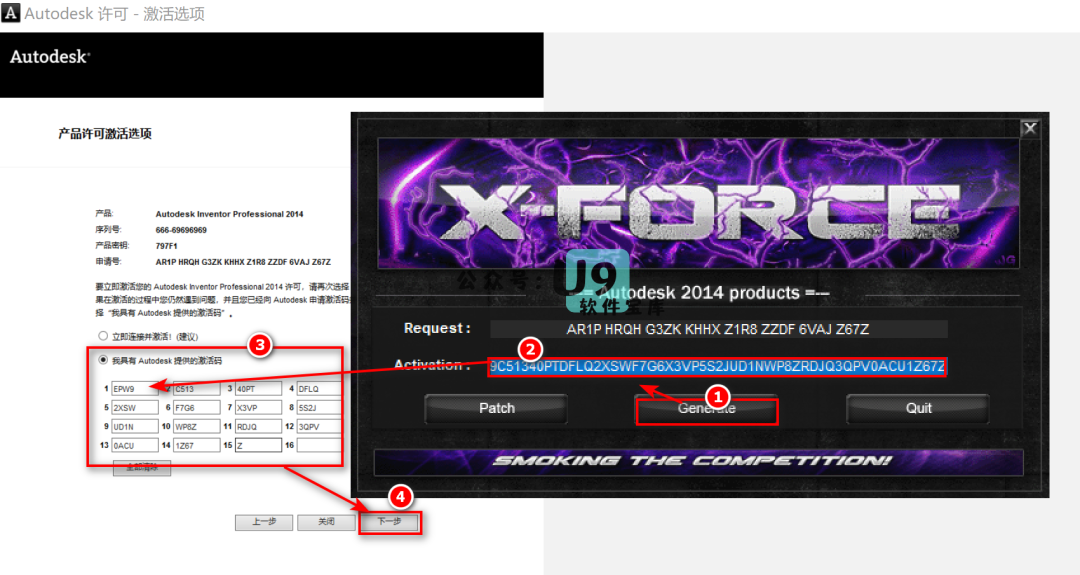 Autodesk 许可 - 激活选项
Autodesk®
产品许可激活选项
产品: Autodesk Inventor Professional 2014
序列号: 666-69696969
产品密钥: 797F1
申请号: AR1P HRQH G3ZK KHHX Z1R8 ZZDF 6VAJ Z67Z
要立即激活您的 Autodesk Inventor Professional 2014 许可，请再次选择
果在激活的过程中您仍然遇到问题，并且您已经向 Autodesk 申请激活码
择“我具有 Autodesk 提供的激活码”。
立即连接并激活! (建议)
我具有 Autodesk 提供的激活码
1 EPW9 2 C513 3 40PT 4 DFLQ
5 2XSW 6 F7G6 7 X3VP 8 5S2J
9 UD1N 10 WP8Z 11 RDJQ 12 3QPV
13 0ACU 14 1Z67 15 Z 16
全部清除
上一步 关闭 下一步
X
X-FORCE
JG
公众号:
J9
软件宝库
--= Autodesk 2014 products =---
Request : AR1P HRQH G3ZK KHHX Z1R8 ZZDF 6VAJ Z67Z
Activation : 9C51340PTDFLQ2XSWF7G6X3VP5S2JUD1NWP8ZRDJQ3QPV0ACU1Z67Z
Patch Generate Quit
SMOKING THE COMPETITION!
1
2
3
4